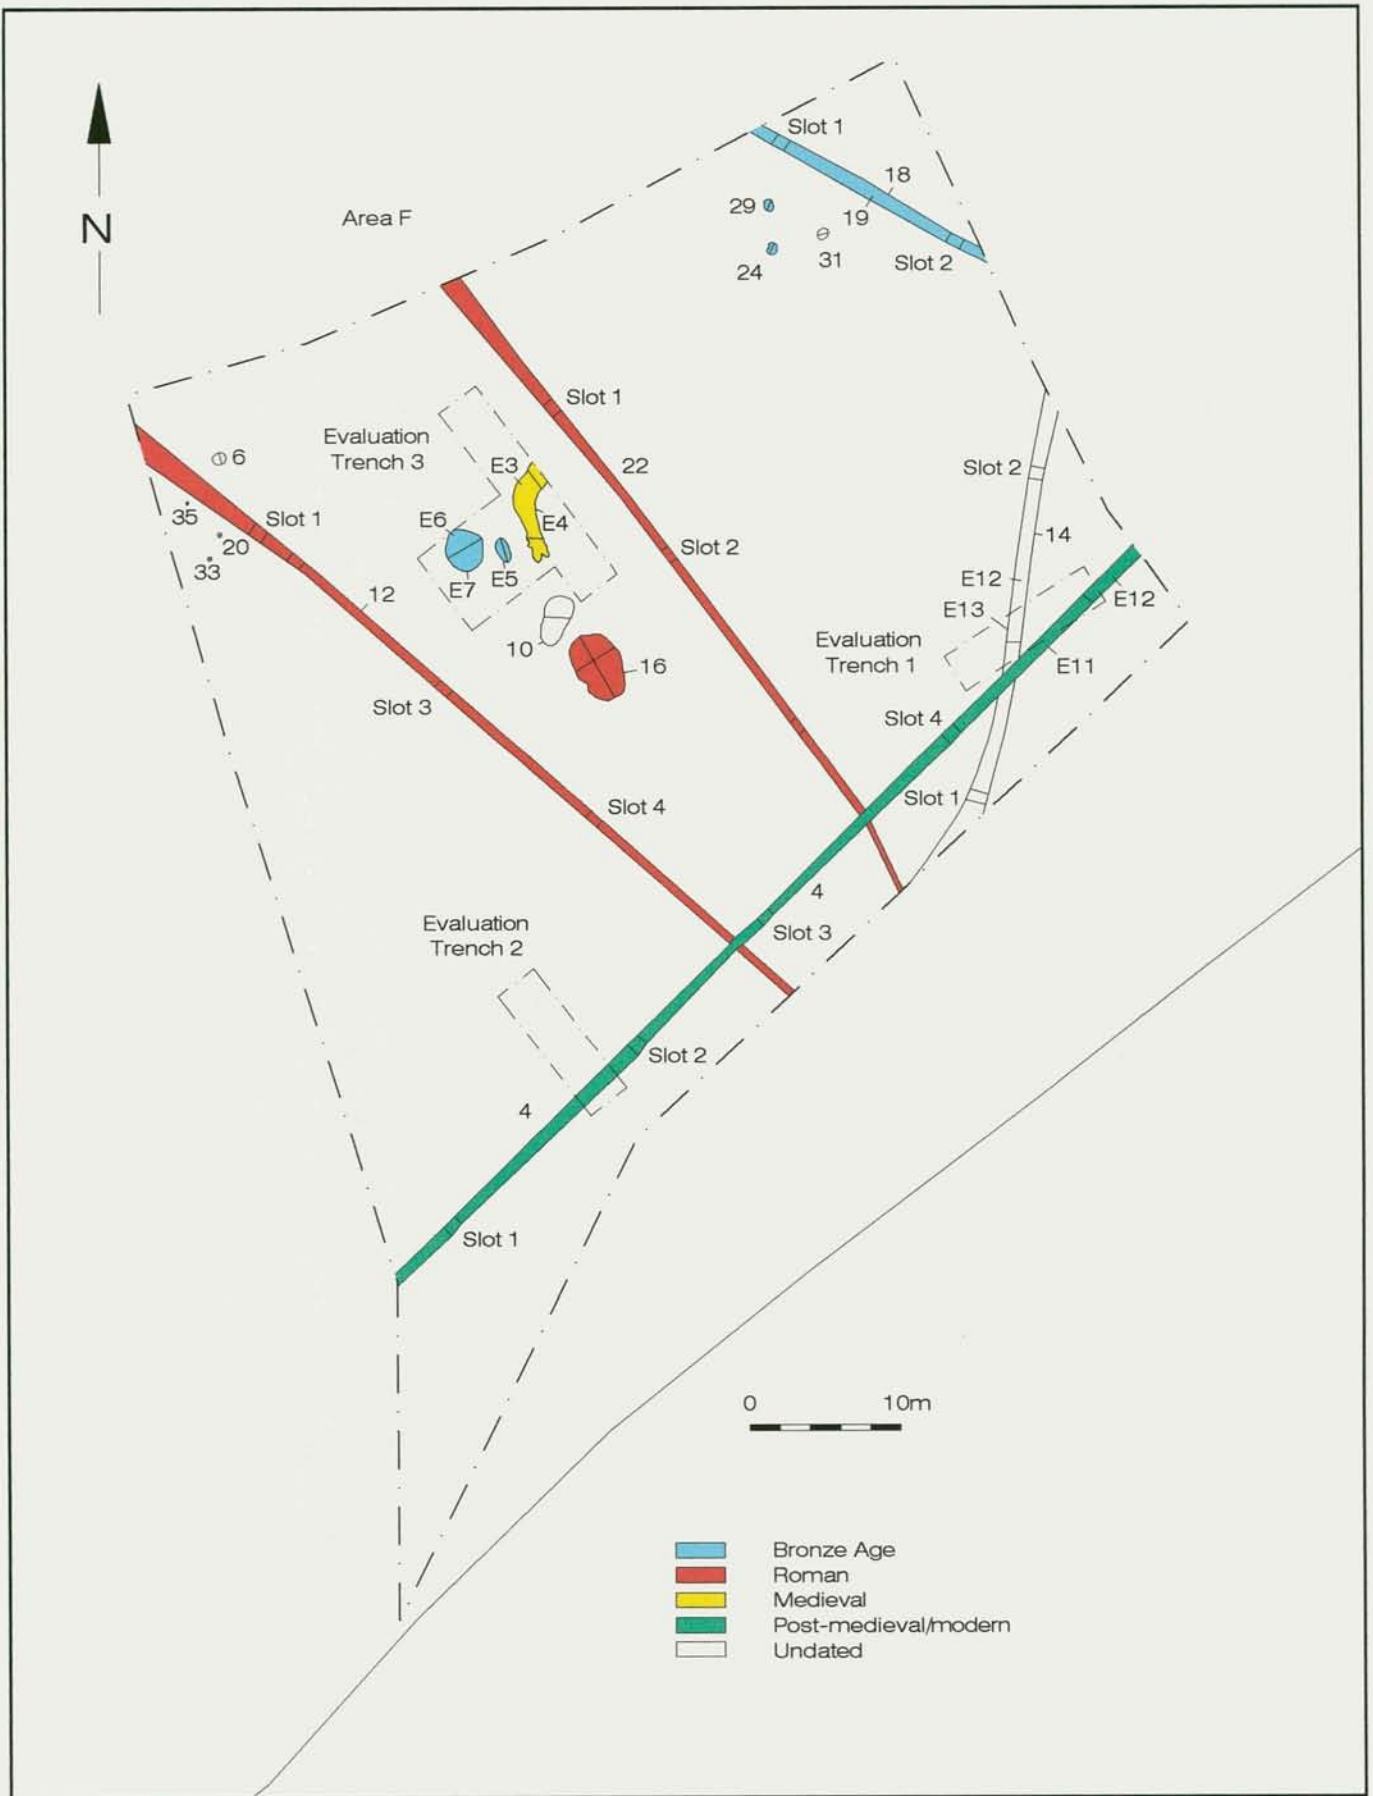 Slot 1
18
29
Area F
19
N
31
24
Slot 2
Slot 1
Evaluation
Trench 3
6
E3
22
Slot 2
35
Slot 1
E6
E4
20
Slot 2
14
33
E7
E5
E12
12
E13
E12
10
Evaluation
Trench 1
16
E11
Slot 3
Slot 4
Slot 1
Slot 4
4
Evaluation
Trench 2
Slot 3
Slot 2
4
Slot 1
0 10m
Bronze Age
Roman
Medieval
Post-medieval/modern
Undated